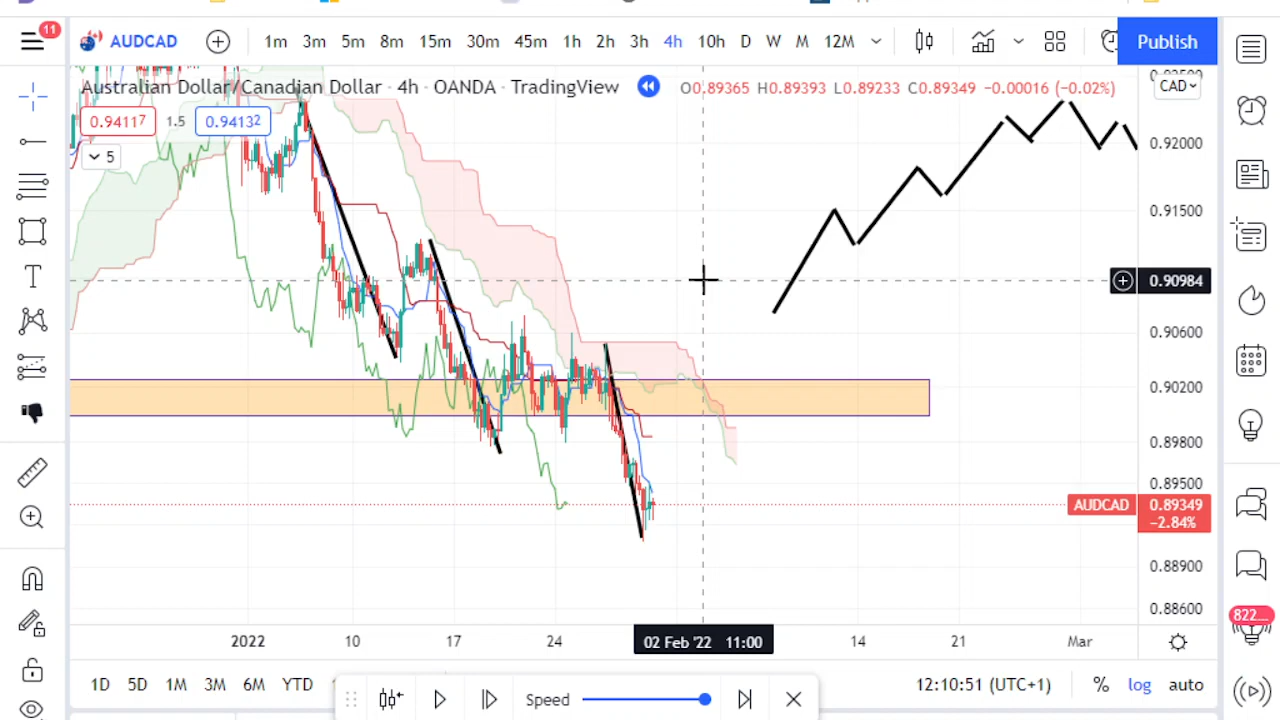 11
AUDCAD
1m 3m 5m 8m 15m 30m 45m 1h 2h 3h 4h 10h D W M 12M
Publish
Australian Dollar/Canadian Dollar · 4h · OANDA · TradingView
O0.89365 H0.89393 L0.89233 C0.89349 −0.00016 (−0.02%)
CAD
0.94117 1.5 0.94132
5
0.92000
0.91500
0.90984
0.90600
0.90200
0.89800
0.89500
AUDCAD 0.89349
−2.84%
0.88900
0.88600
2022 10 17 24 02 Feb '22 11:00 14 21 Mar
822...
1D 5D 1M 3M 6M YTD
12:10:51 (UTC+1) % log auto
Speed